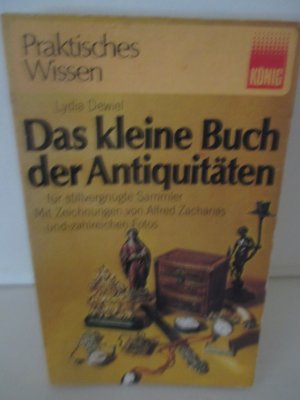 Praktisches
Wissen
KÖNIG
Lydia Dewiel
Das kleine Buch
der Antiquitäten
für stillvergnügte Sammler
Mit Zeichnungen von Alfred Zacharias
und zahlreichen Fotos